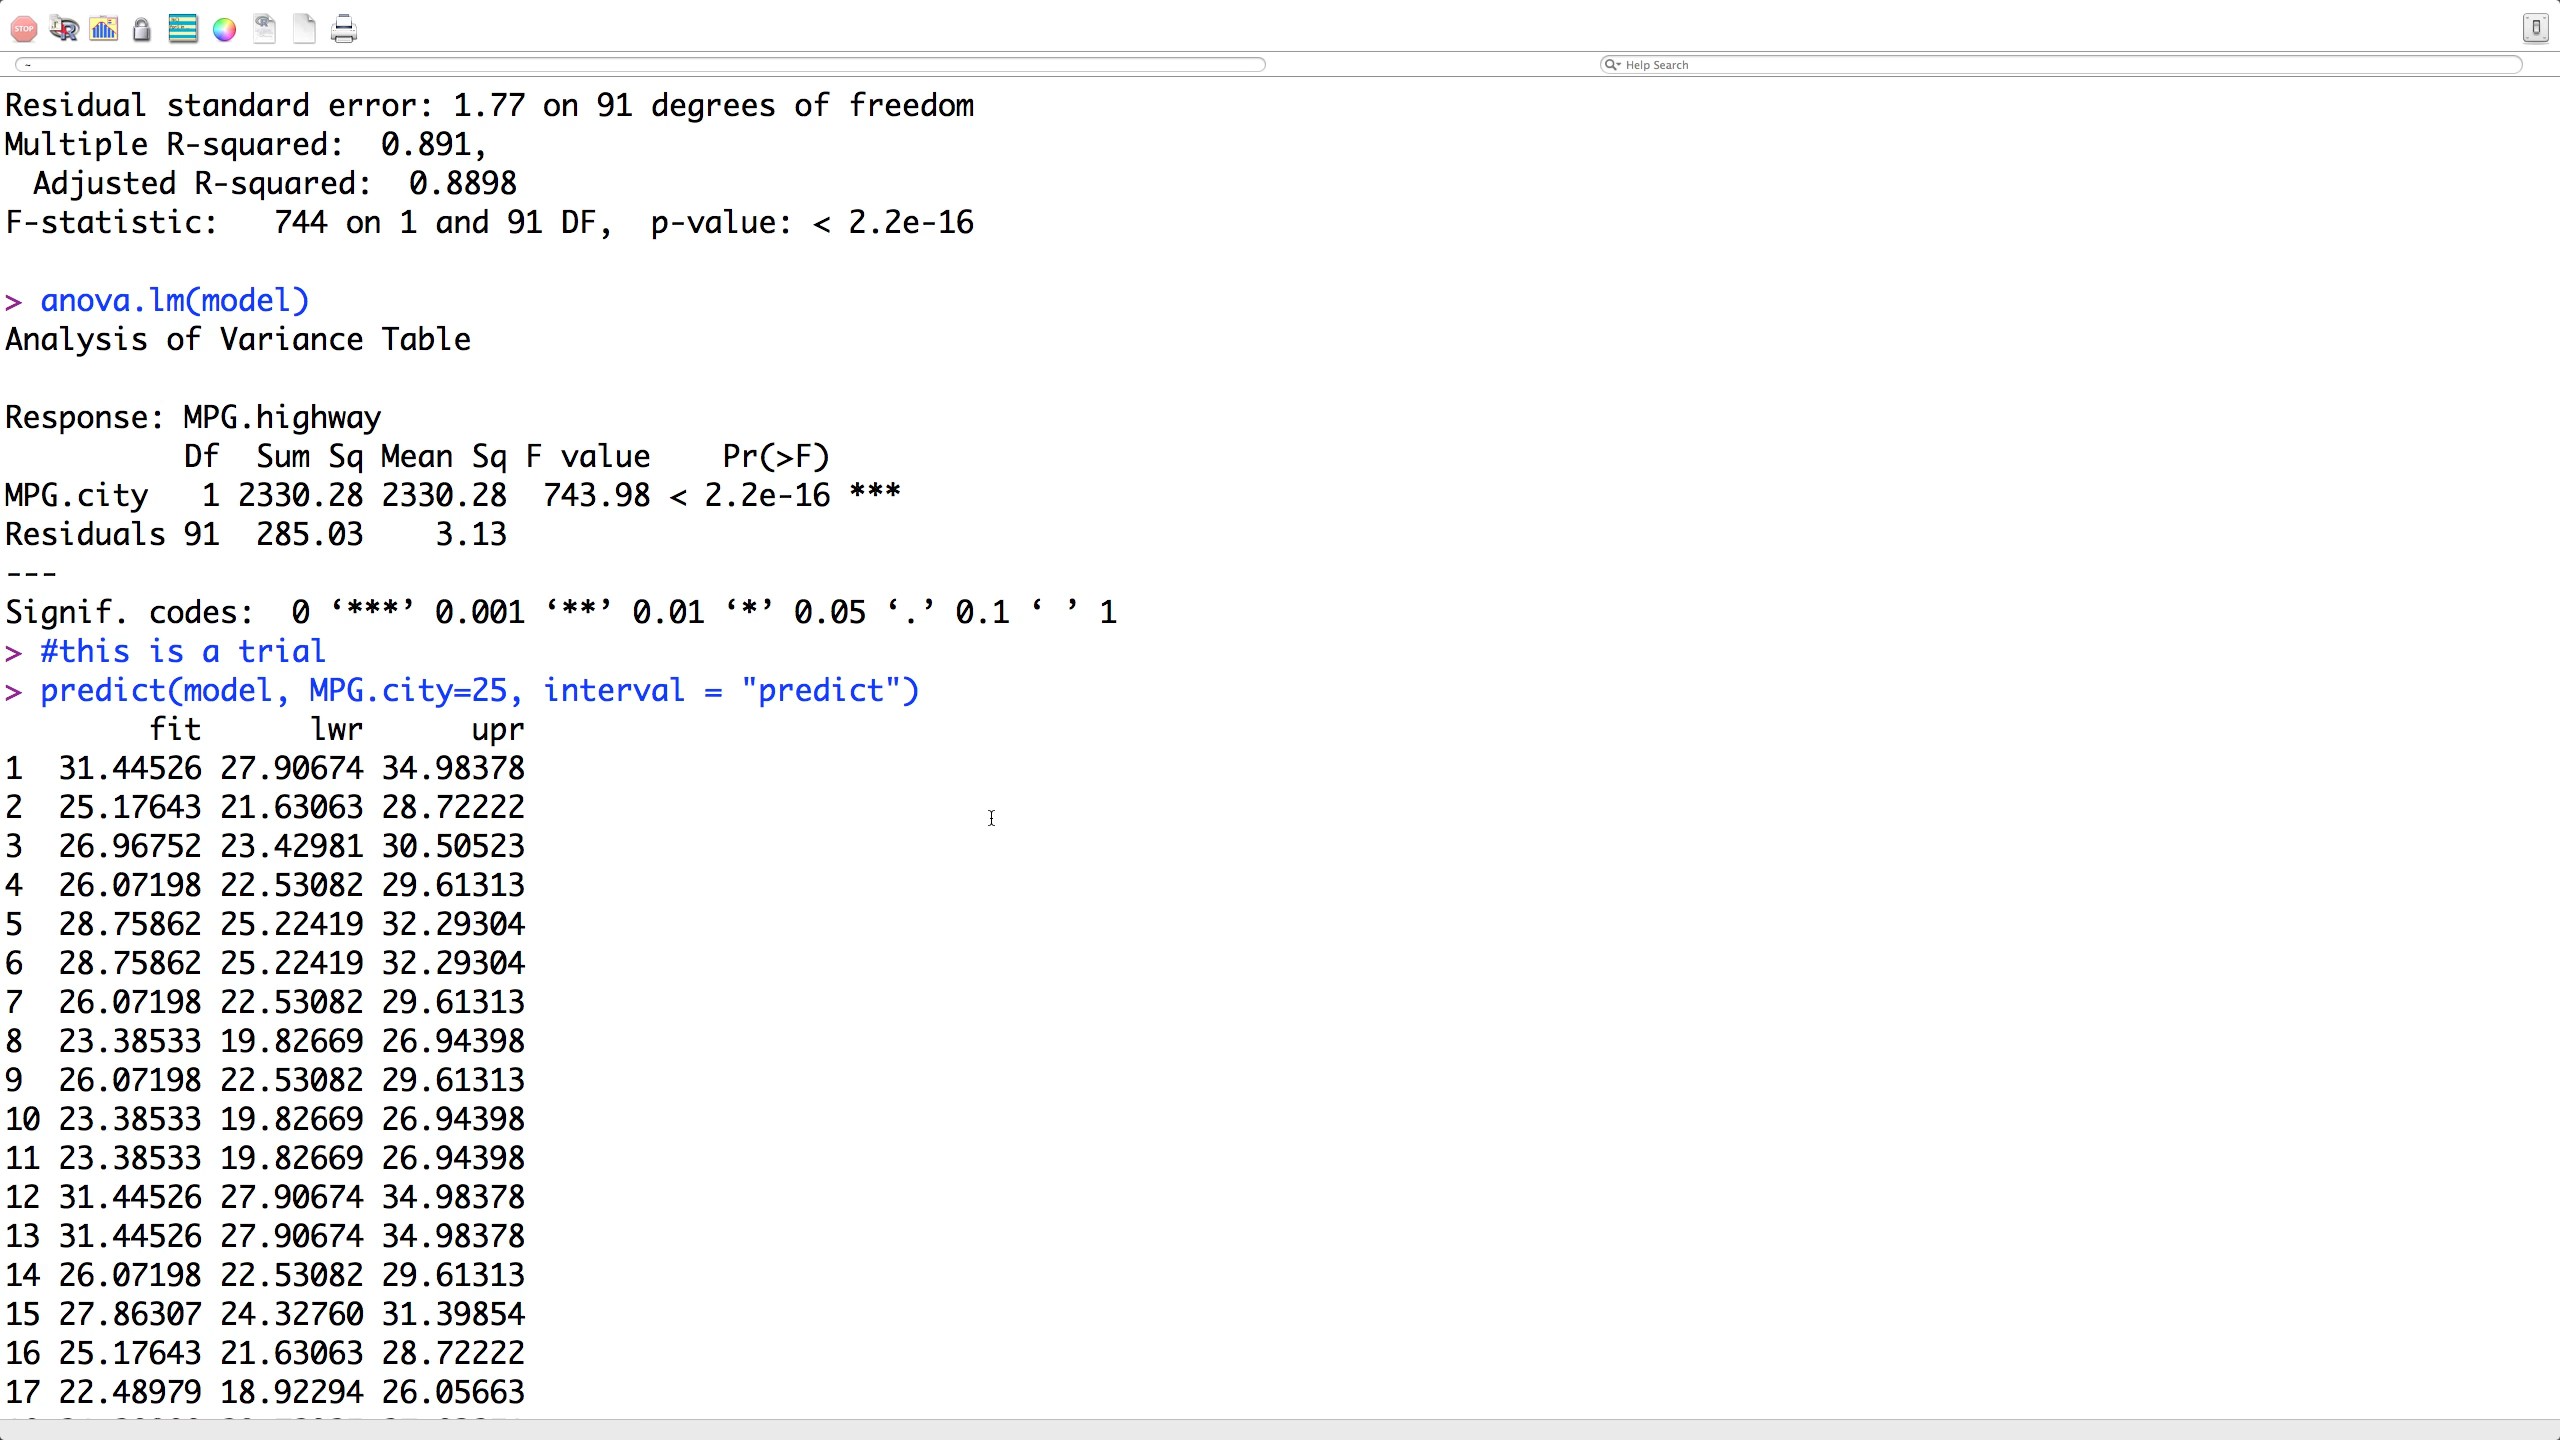 STOP
~
Help Search
Residual standard error: 1.77 on 91 degrees of freedom
Multiple R-squared:  0.891,
Adjusted R-squared:  0.8898
F-statistic:   744 on 1 and 91 DF,  p-value: < 2.2e-16
> anova.lm(model)
Analysis of Variance Table
Response: MPG.highway
Df  Sum Sq Mean Sq F value    Pr(>F)
MPG.city   1 2330.28 2330.28  743.98 < 2.2e-16 ***
Residuals 91  285.03    3.13
---
Signif. codes:  0 ‘***’ 0.001 ‘**’ 0.01 ‘*’ 0.05 ‘.’ 0.1 ‘ ’ 1
> #this is a trial
> predict(model, MPG.city=25, interval = "predict")
fit      lwr      upr
1  31.44526 27.90674 34.98378
2  25.17643 21.63063 28.72222
3  26.96752 23.42981 30.50523
4  26.07198 22.53082 29.61313
5  28.75862 25.22419 32.29304
6  28.75862 25.22419 32.29304
7  26.07198 22.53082 29.61313
8  23.38533 19.82669 26.94398
9  26.07198 22.53082 29.61313
10 23.38533 19.82669 26.94398
11 23.38533 19.82669 26.94398
12 31.44526 27.90674 34.98378
13 31.44526 27.90674 34.98378
14 26.07198 22.53082 29.61313
15 27.86307 24.32760 31.39854
16 25.17643 21.63063 28.72222
17 22.48979 18.92294 26.05663